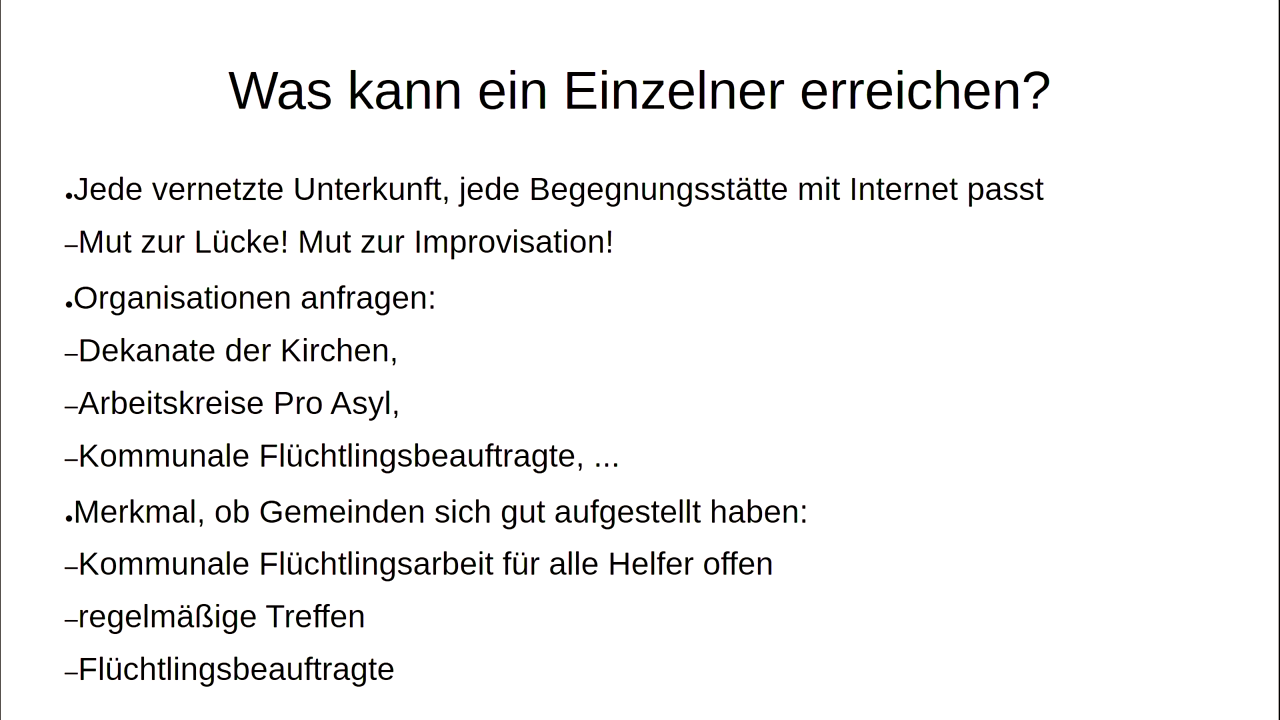 Was kann ein Einzelner erreichen?
•Jede vernetzte Unterkunft, jede Begegnungsstätte mit Internet passt
–Mut zur Lücke! Mut zur Improvisation!
•Organisationen anfragen:
–Dekanate der Kirchen,
–Arbeitskreise Pro Asyl,
–Kommunale Flüchtlingsbeauftragte, ...
•Merkmal, ob Gemeinden sich gut aufgestellt haben:
–Kommunale Flüchtlingsarbeit für alle Helfer offen
–regelmäßige Treffen
–Flüchtlingsbeauftragte